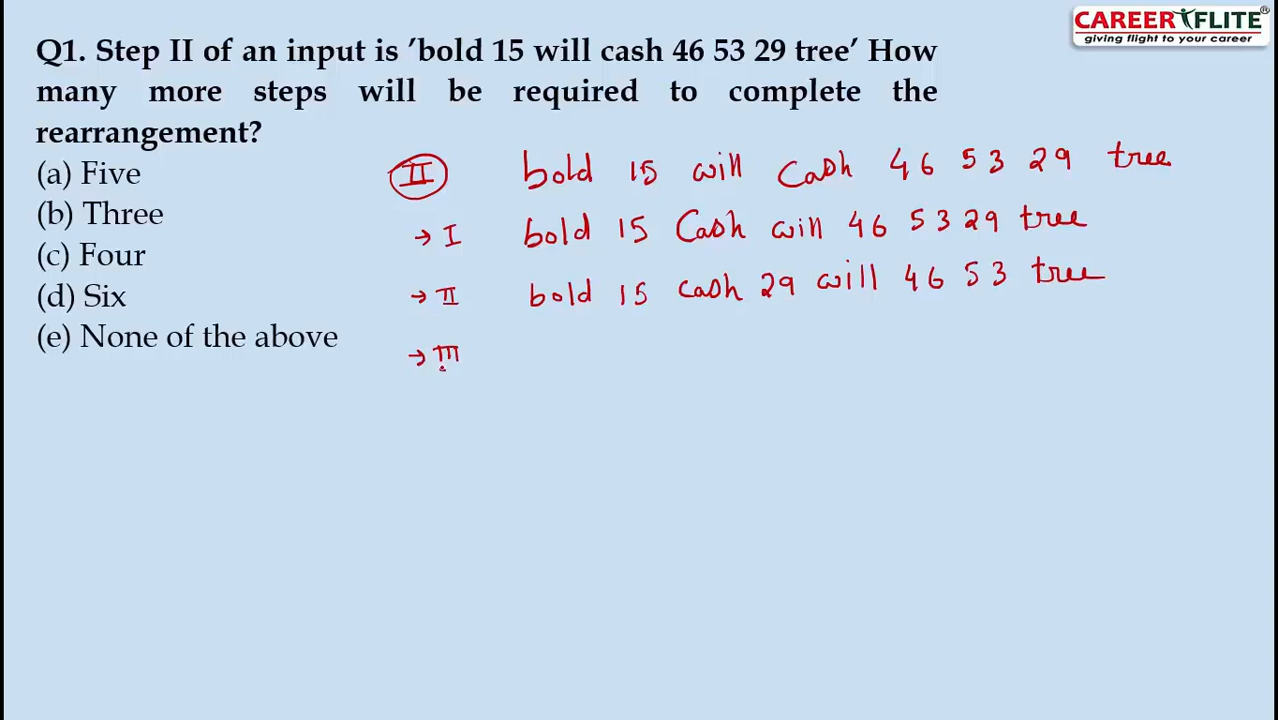 CAREER FLITE®
giving flight to your career
Q1. Step II of an input is ’bold 15 will cash 46 53 29 tree’ How
many more steps will be required to complete the
rearrangement?
(a) Five
(b) Three
(c) Four
(d) Six
(e) None of the above
II bold 15 will Cash 46 53 29 tree
→ I bold 15 Cash will 46 53 29 tree
→ II bold 15 cash 29 will 46 53 tree
→ III